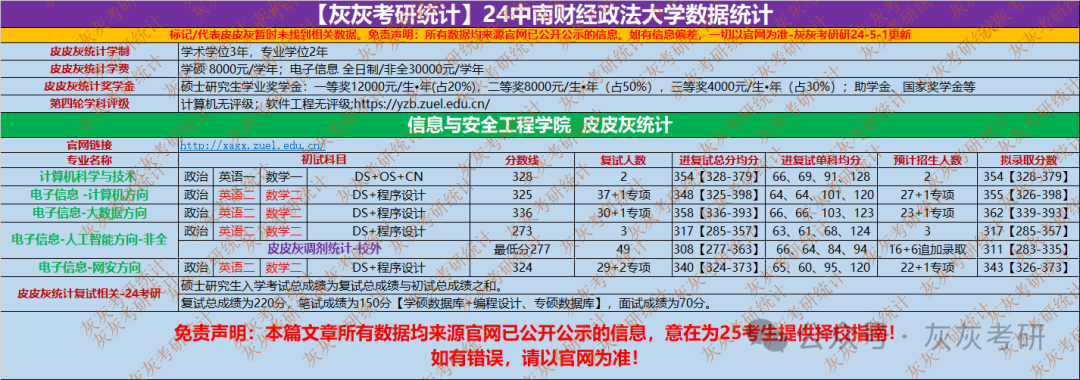 【灰灰考研统计】24中南财经政法大学数据统计
标记/代表皮皮灰暂时未找到相关数据。免责声明：所有数据均来源官网已公开公示的信息。如有信息偏差，一切以官网为准-灰灰考研研24-5-1更新
皮皮灰统计学制 学术学位3年，专业学位2年
皮皮灰统计学费 学硕 8000元/学年；电子信息 全日制/非全30000元/学年
皮皮灰统计奖学金 硕士研究生学业奖学金：一等奖12000元/生•年(占20%)，二等奖8000元/生•年（占50%），三等奖4000元/生•年（占30%）；助学金、国家奖学金等
第四轮学科评级 计算机无评级；软件工程无评级;https://yzb.zuel.edu.cn/
信息与安全工程学院 皮皮灰统计
官网链接 http://xagx.zuel.edu.cn/
专业名称 初试科目 分数线 复试人数 进复试总分均分 进复试单科均分 预计招生人数 拟录取分数
计算机科学与技术 政治 英语一 数学一 DS+OS+CN 328 2 354【328-379】 66、69、91、128 2 354【328-379】
电子信息 -计算机方向 政治 英语二 数学二 DS+程序设计 325 37+1专项 348【325-398】 64、64、101、120 27+1专项 355【326-398】
电子信息-大数据方向 政治 英语二 数学二 DS+程序设计 336 30+1专项 358【336-393】 66、66、103、123 23+1专项 362【339-393】
电子信息-人工智能方向-非全 政治 英语二 数学二 DS+程序设计 273 3 317【285-357】 63、61、68、124 3 317【285-357】
皮皮灰调剂统计-校外 最低分277 49 308【277-363】 66、64、84、94 16+6追加录取 311【283-335】
电子信息-网安方向 政治 英语二 数学二 DS+程序设计 324 29+2专项 340【324-373】 65、60、95、120 22+1专项 343【326-373】
皮皮灰统计复试相关-24考研 硕士研究生入学考试总成绩为复试总成绩与初试总成绩之和。
复试总成绩为220分，笔试成绩为150分【学硕数据库+编程设计、专硕数据库】，面试成绩为70分。
免责声明：本篇文章所有数据均来源官网已公开公示的信息，意在为25考生提供择校指南！
如有错误，请以官网为准！
公众号 · 灰灰考研
灰灰考研统计